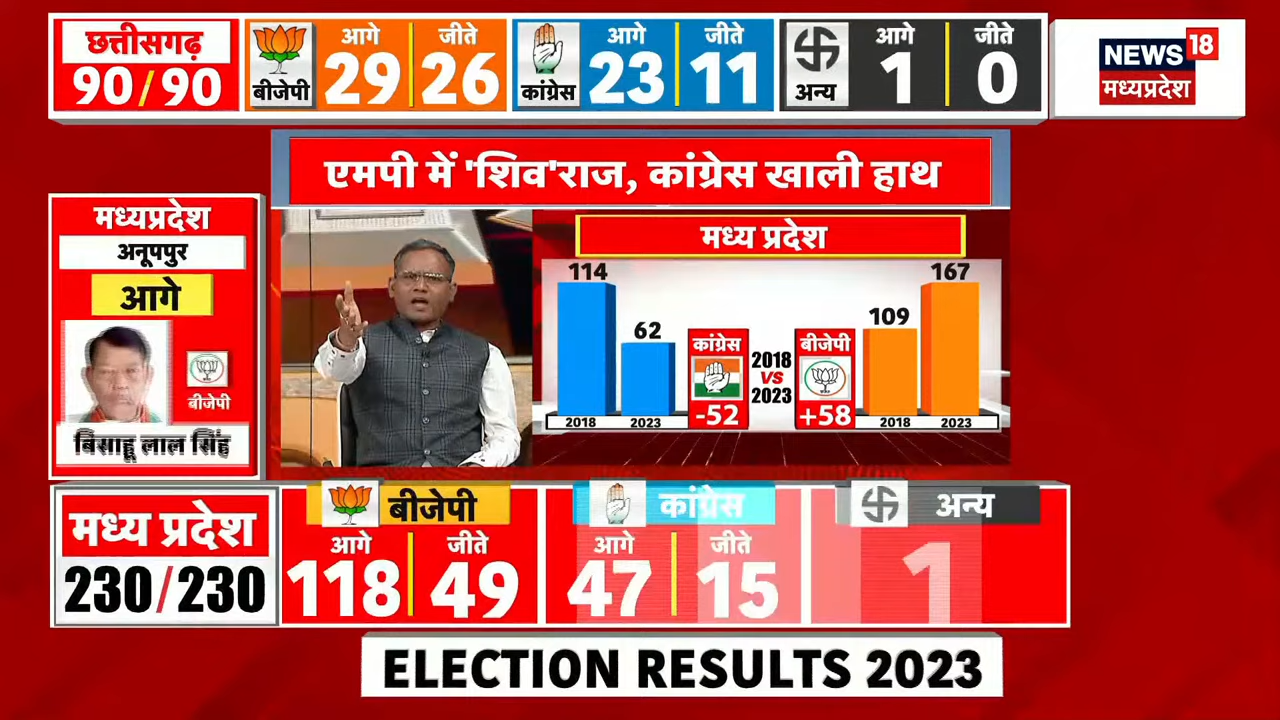 छत्तीसगढ़
90/90
बीजेपी
आगे
29
जीते
26
कांग्रेस
आगे
23
जीते
11
अन्य
आगे
1
जीते
0
NEWS 18
मध्यप्रदेश
एमपी में 'शिव'राज, कांग्रेस खाली हाथ
मध्यप्रदेश
अनूपपुर
आगे
बीजेपी
बिसाहू लाल सिंह
मध्य प्रदेश
114
62
कांग्रेस
-52
2018
VS
2023
बीजेपी
+58
109
167
2018
2023
2018
2023
मध्य प्रदेश
230/230
बीजेपी
आगे
118
जीते
49
कांग्रेस
आगे
47
जीते
15
अन्य
1
ELECTION RESULTS 2023